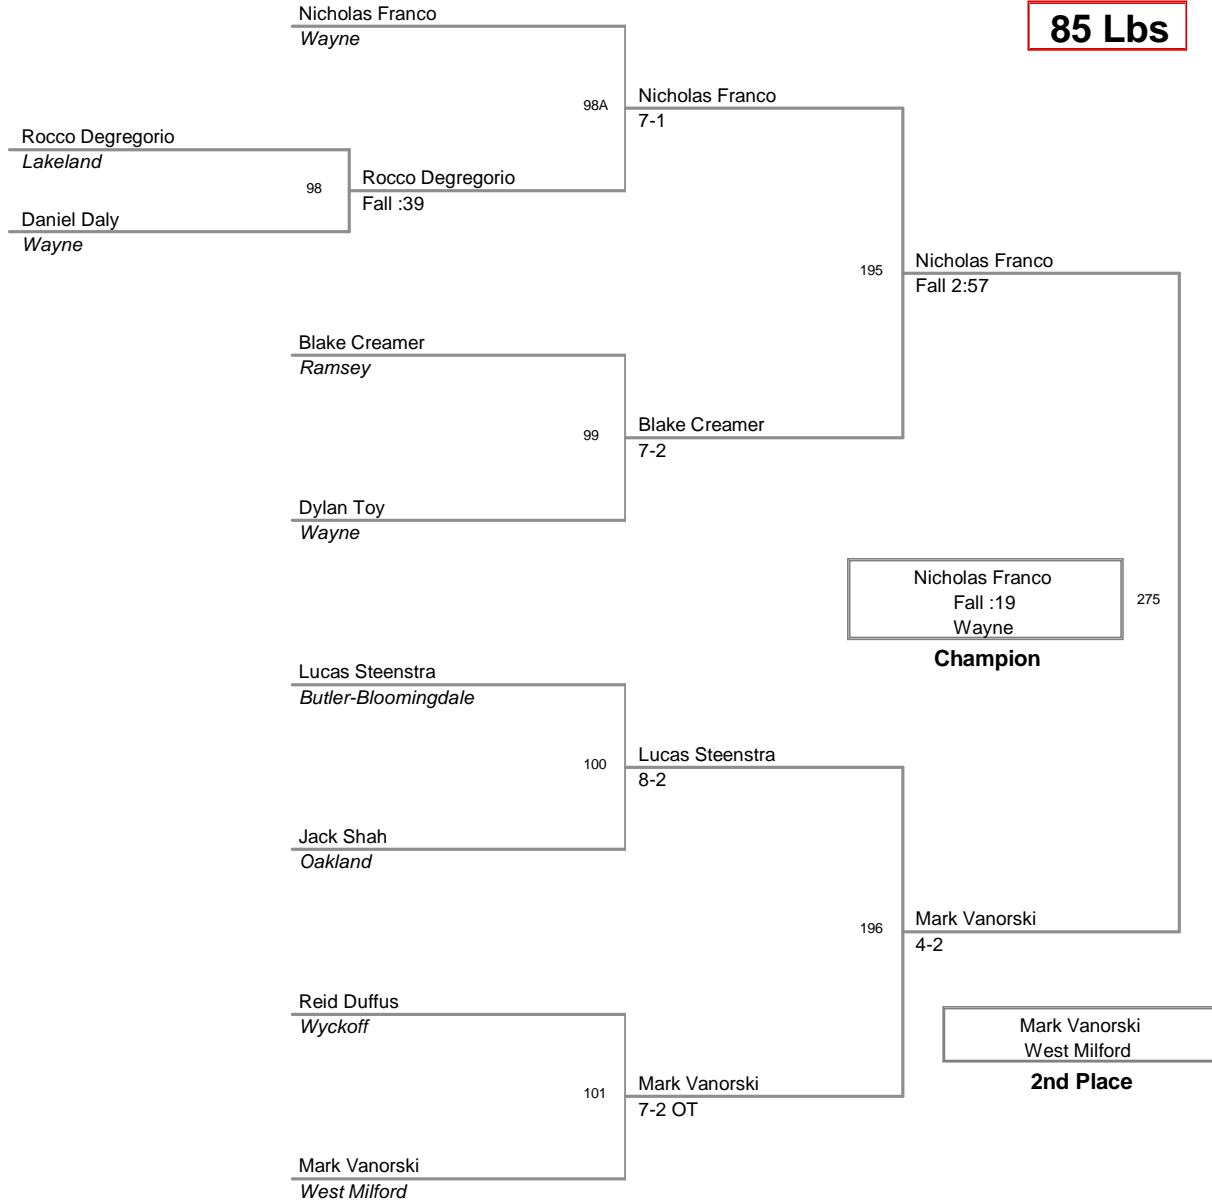 Nicholas Franco
Wayne
85 Lbs
98A
Nicholas Franco
7-1
Rocco Degregorio
Lakeland
98
Rocco Degregorio
Fall :39
Daniel Daly
Wayne
195
Nicholas Franco
Fall 2:57
Blake Creamer
Ramsey
99
Blake Creamer
7-2
Dylan Toy
Wayne
Nicholas Franco
Fall :19
Wayne
275
Champion
Lucas Steenstra
Butler-Bloomingdale
100
Lucas Steenstra
8-2
Jack Shah
Oakland
196
Mark Vanorski
4-2
Reid Duffus
Wyckoff
Mark Vanorski
West Milford
2nd Place
101
Mark Vanorski
7-2 OT
Mark Vanorski
West Milford